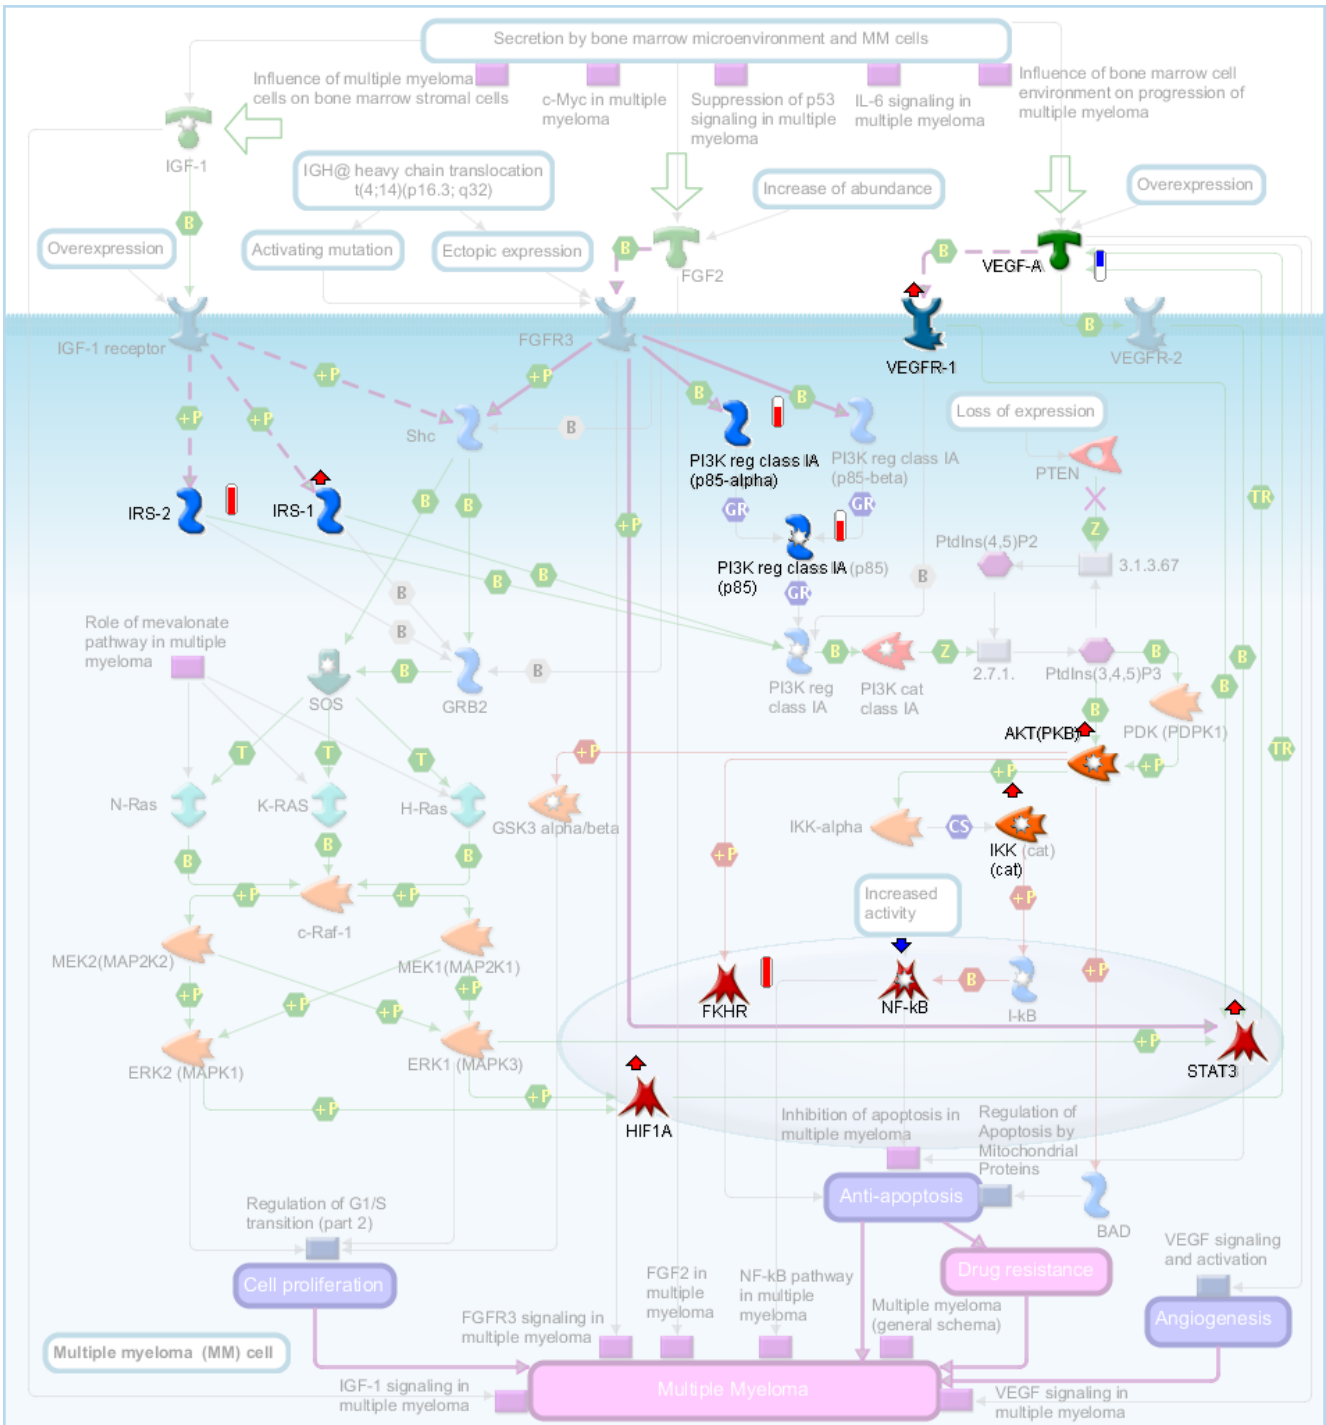 Secretion by bone marrow microenvironment and MM cells
Influence of multiple myeloma
cells on bone marrow stromal cells
c-Myc in multiple
myeloma
Suppression of p53
signaling in multiple
myeloma
IL-6 signaling in
multiple myeloma
Influence of bone marrow cell
environment on progression of
multiple myeloma
IGF-1
IGH@ heavy chain translocation
t(4;14)(p16.3; q32)
Increase of abundance
Overexpression
B
Overexpression
Activating mutation
Ectopic expression
B
FGF2
B
VEGF-A
IGF-1 receptor
FGFR3
VEGFR-1
B
VEGFR-2
+P
+P
+P
+P
B
B
Shc
B
PI3K reg class IA
(p85-alpha)
PI3K reg class IA
(p85-beta)
Loss of expression
PTEN
IRS-2
IRS-1
B
B
+P
GR
GR
TR
Z
PI3K reg class IA (p85)
(p85)
PtdIns(4,5)P2
3.1.3.67
B
B
B
B
GR
B
Role of mevalonate
pathway in multiple
myeloma
SOS
B
GRB2
B
PI3K reg
class IA
B
PI3K cat
class IA
Z
2.7.1.
PtdIns(3,4,5)P3
B
B
B
B
PDK (PDPK1)
AKT(PKB)
T
T
T
+P
+P
+P
TR
N-Ras
K-RAS
H-Ras
GSK3 alpha/beta
IKK-alpha
CS
IKK (cat)
(cat)
B
B
B
+P
+P
+P
c-Raf-1
+P
Increased
activity
MEK2(MAP2K2)
MEK1(MAP2K1)
+P
+P
+P
+P
FKHR
NF-kB
B
I-kB
+P
ERK2 (MAPK1)
ERK1 (MAPK3)
+P
STAT3
+P
+P
HIF1A
Inhibition of apoptosis in
multiple myeloma
Regulation of
Apoptosis by
Mitochondrial
Proteins
Anti-apoptosis
BAD
Regulation of G1/S
transition (part 2)
Cell proliferation
VEGF signaling
and activation
Drug resistance
FGF2 in
multiple
myeloma
NF-kB pathway
in multiple
myeloma
FGFR3 signaling in
multiple myeloma
Multiple myeloma
(general schema)
Angiogenesis
Multiple myeloma (MM) cell
IGF-1 signaling in
multiple myeloma
Multiple Myeloma
VEGF signaling in
multiple myeloma